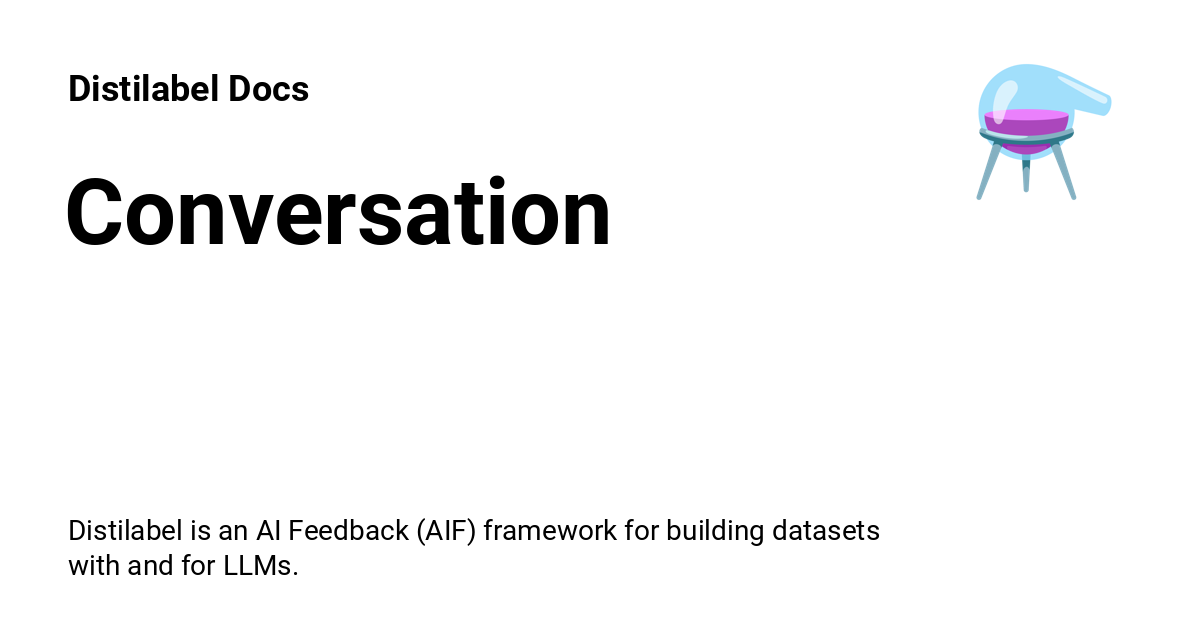 Distilabel Docs
Conversation
Distilabel is an AI Feedback (AIF) framework for building datasets
with and for LLMs.